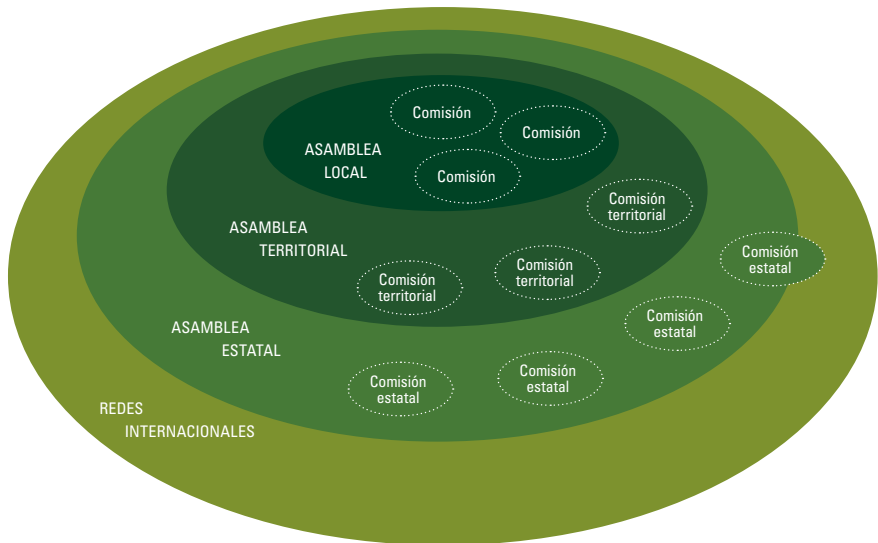 Comisión
Comisión
Comisión
ASAMBLEA
LOCAL
Comisión
territorial
ASAMBLEA
TERRITORIAL
Comisión
territorial
Comisión
territorial
Comisión
estatal
Comisión
estatal
ASAMBLEA
ESTATAL
Comisión
estatal
Comisión
estatal
REDES
INTERNACIONALES